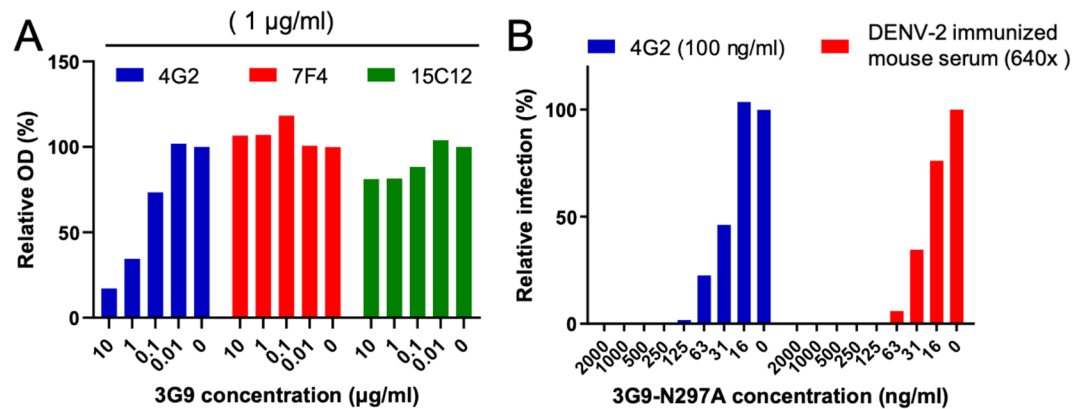 A
( 1 µg/ml)
4G2 7F4 15C12
Relative OD (%)
150
100
50
0
10 1 0.1 0.01 0 10 1 0.1 0.01 0 10 1 0.1 0.01 0
3G9 concentration (µg/ml)
B
4G2 (100 ng/ml)
DENV-2 immunized
mouse serum (640x )
Relative infection (%)
100
50
0
2000 1000 500 250 125 63 31 16 0 2000 1000 500 250 125 63 31 16 0
3G9-N297A concentration (ng/ml)